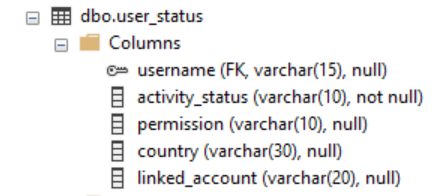 dbo.user_status
Columns
username (FK, varchar(15), null)
activity_status (varchar(10), not null)
permission (varchar(10), null)
country (varchar(30), null)
linked_account (varchar(20), null)